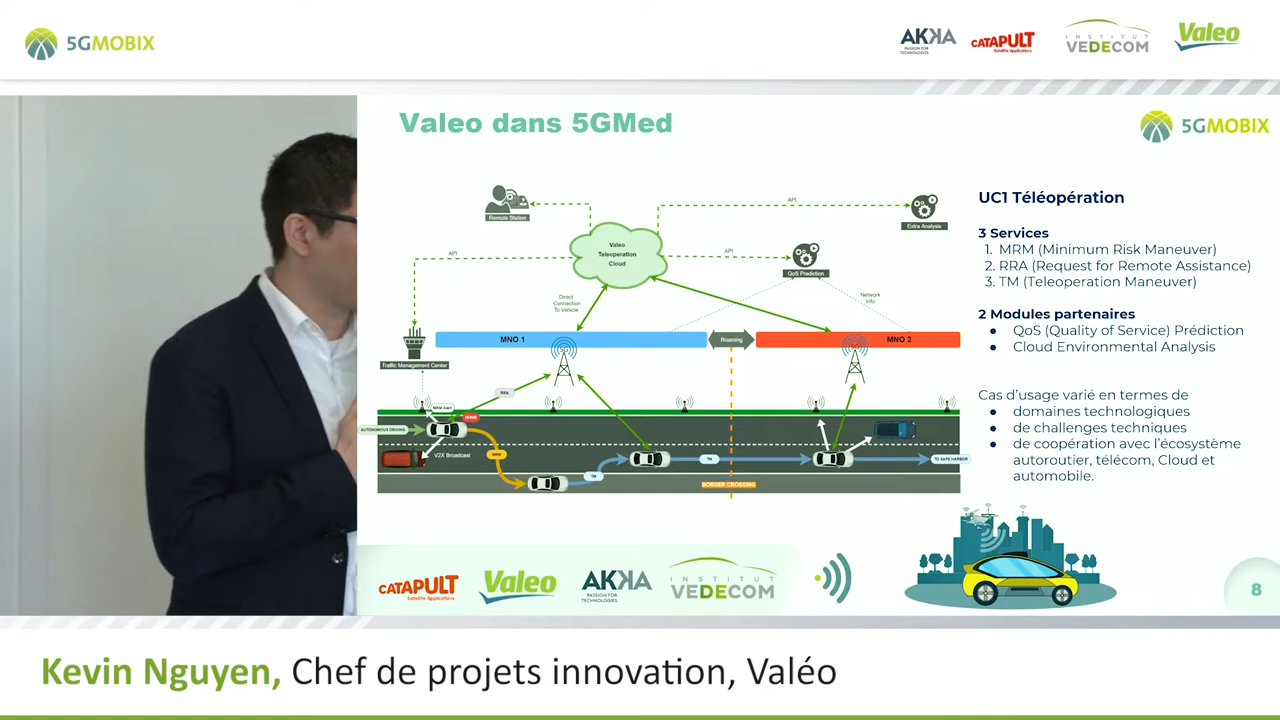 5GMOBIX
AKKA
PASSION FOR TECHNOLOGIES
CATAPULT
Satellite Applications
INSTITUT
VEDECOM
Valeo
Valeo dans 5GMed
5GMOBIX
Remote Station
API
Extra Analysis
Valeo
Teleoperation
Cloud
API
API
QoS Prediction
Direct
Connection
To Vehicle
Network
Info
Traffic Management Center
MNO 1
Roaming
MNO 2
5G
5G
RRA
MRM Alert
AUTONOMOUS DRIVING
V2X Broadcast
MRM
TM
TM
TO SAFE HARBOR
BORDER CROSSING
UC1 Téléopération
3 Services
1. MRM (Minimum Risk Maneuver)
2. RRA (Request for Remote Assistance)
3. TM (Teleoperation Maneuver)
2 Modules partenaires
● QoS (Quality of Service) Prédiction
● Cloud Environmental Analysis
Cas d'usage varié en termes de
● domaines technologiques
● de challenges techniques
● de coopération avec l'écosystème
autoroutier, télécom, Cloud et
automobile.
CATAPULT
Satellite Applications
Valeo
AKKA
PASSION FOR TECHNOLOGIES
INSTITUT
VEDECOM
8
Kevin Nguyen, Chef de projets innovation, Valéo